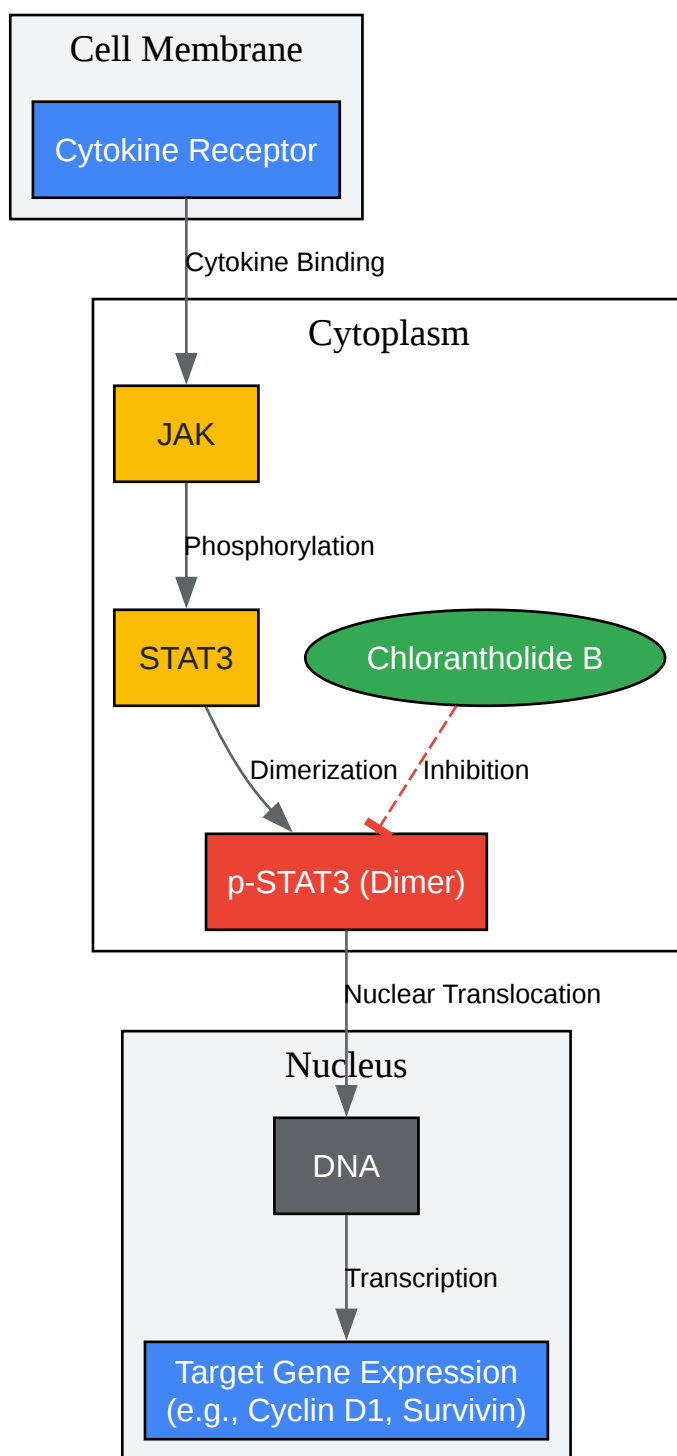 Cell Membrane
Cytokine Receptor
Cytokine Binding
Cytoplasm
JAK
Phosphorylation
STAT3
Chlorantholide B
Dimerization
Inhibition
p-STAT3 (Dimer)
Nuclear Translocation
Nucleus
DNA
Transcription
Target Gene Expression
(e.g., Cyclin D1, Survivin)